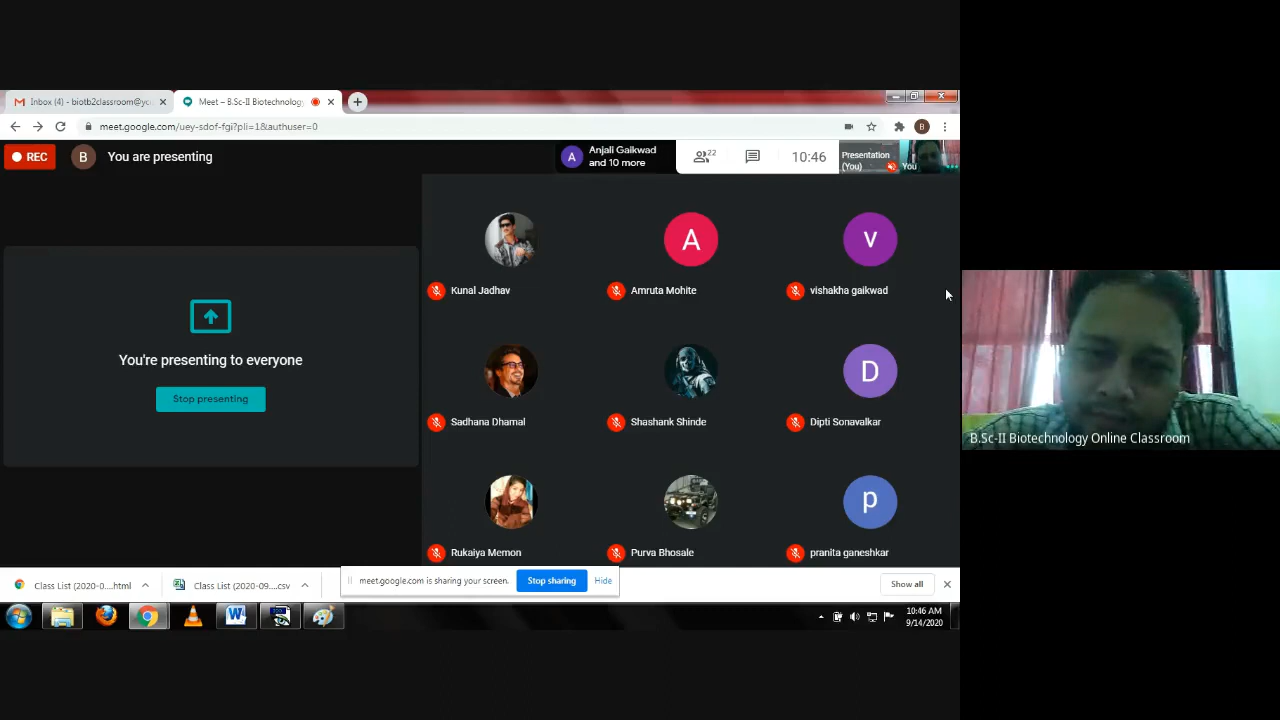 Inbox (4) - biotb2classroom@yc
Meet – B.Sc-II Biotechnology
meet.google.com/uey-sdof-fgi?pli=1&authuser=0
B
REC
B
You are presenting
A
Anjali Gaikwad
and 10 more
22
10:46
Presentation
(You)
You
You're presenting to everyone
Stop presenting
Kunal Jadhav
A
Amruta Mohite
v
vishakha gaikwad
Sadhana Dhamal
Shashank Shinde
D
Dipti Sonavalkar
Rukaiya Memon
Purva Bhosale
p
pranita ganeshkar
B.Sc-II Biotechnology Online Classroom
Class List (2020-0....html
Class List (2020-09....csv
meet.google.com is sharing your screen.
Stop sharing
Hide
Show all
10:46 AM
9/14/2020